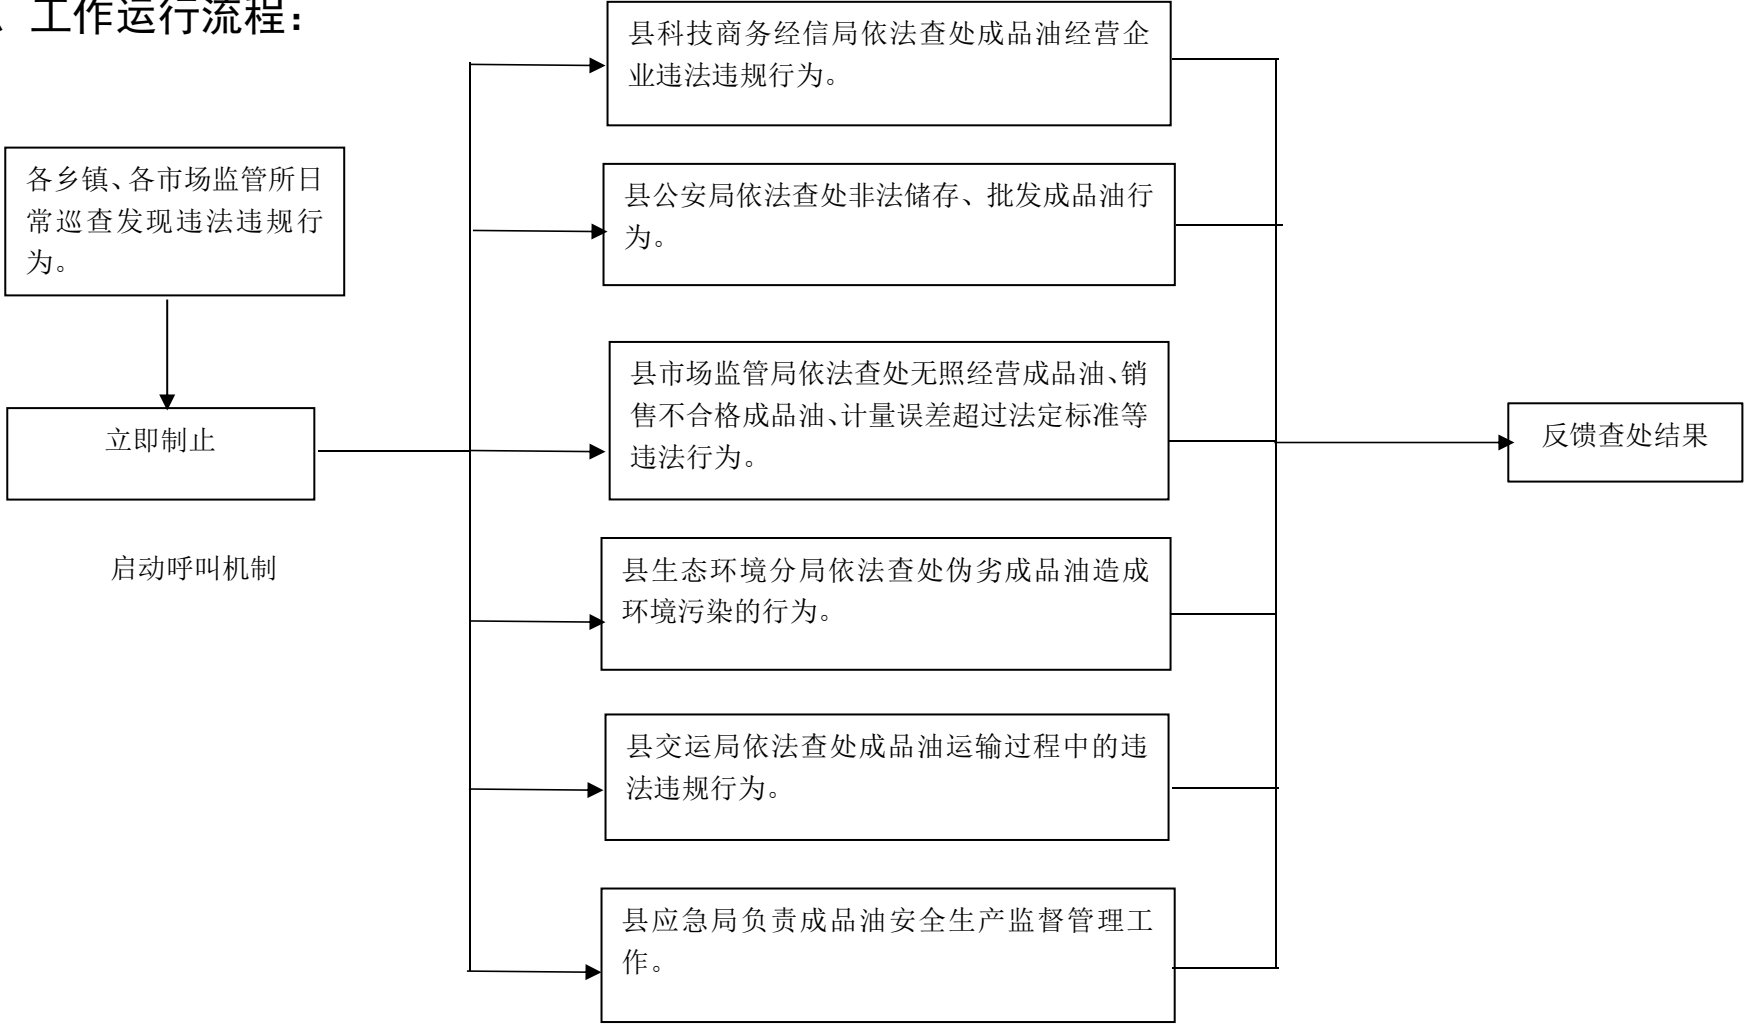 、工作运行流程：
各乡镇、各市场监管所日
常巡查发现违法违规行
为。
立即制止
启动呼叫机制
县科技商务经信局依法查处成品油经营企
业违法违规行为。
县公安局依法查处非法储存、批发成品油行
为。
县市场监管局依法查处无照经营成品油、销
售不合格成品油、计量误差超过法定标准等
违法行为。
县生态环境分局依法查处伪劣成品油造成
环境污染的行为。
县交运局依法查处成品油运输过程中的违
法违规行为。
县应急局负责成品油安全生产监督管理工
作。
反馈查处结果